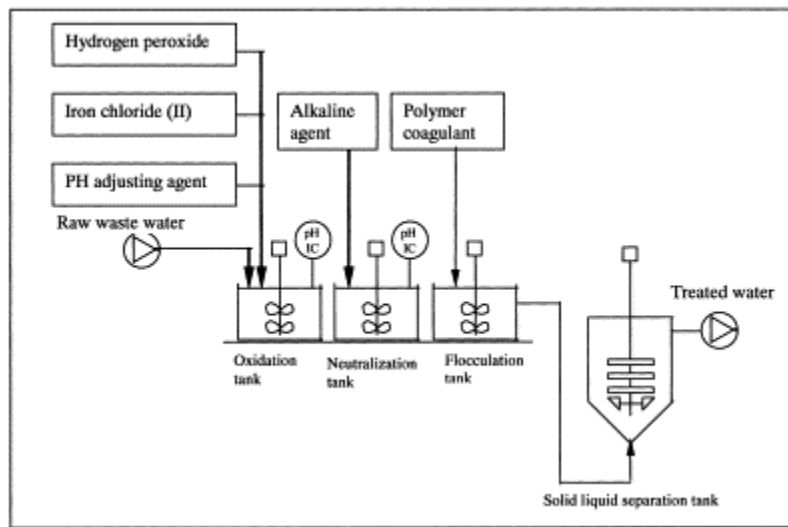 Hydrogen peroxide
Iron chloride (II)
Alkaline
agent
Polymer
coagulant
PH adjusting agent
Raw waste water
pH
IC
pH
IC
Treated water
Oxidation
tank
Neutralization
tank
Flocculation
tank
Solid liquid separation tank